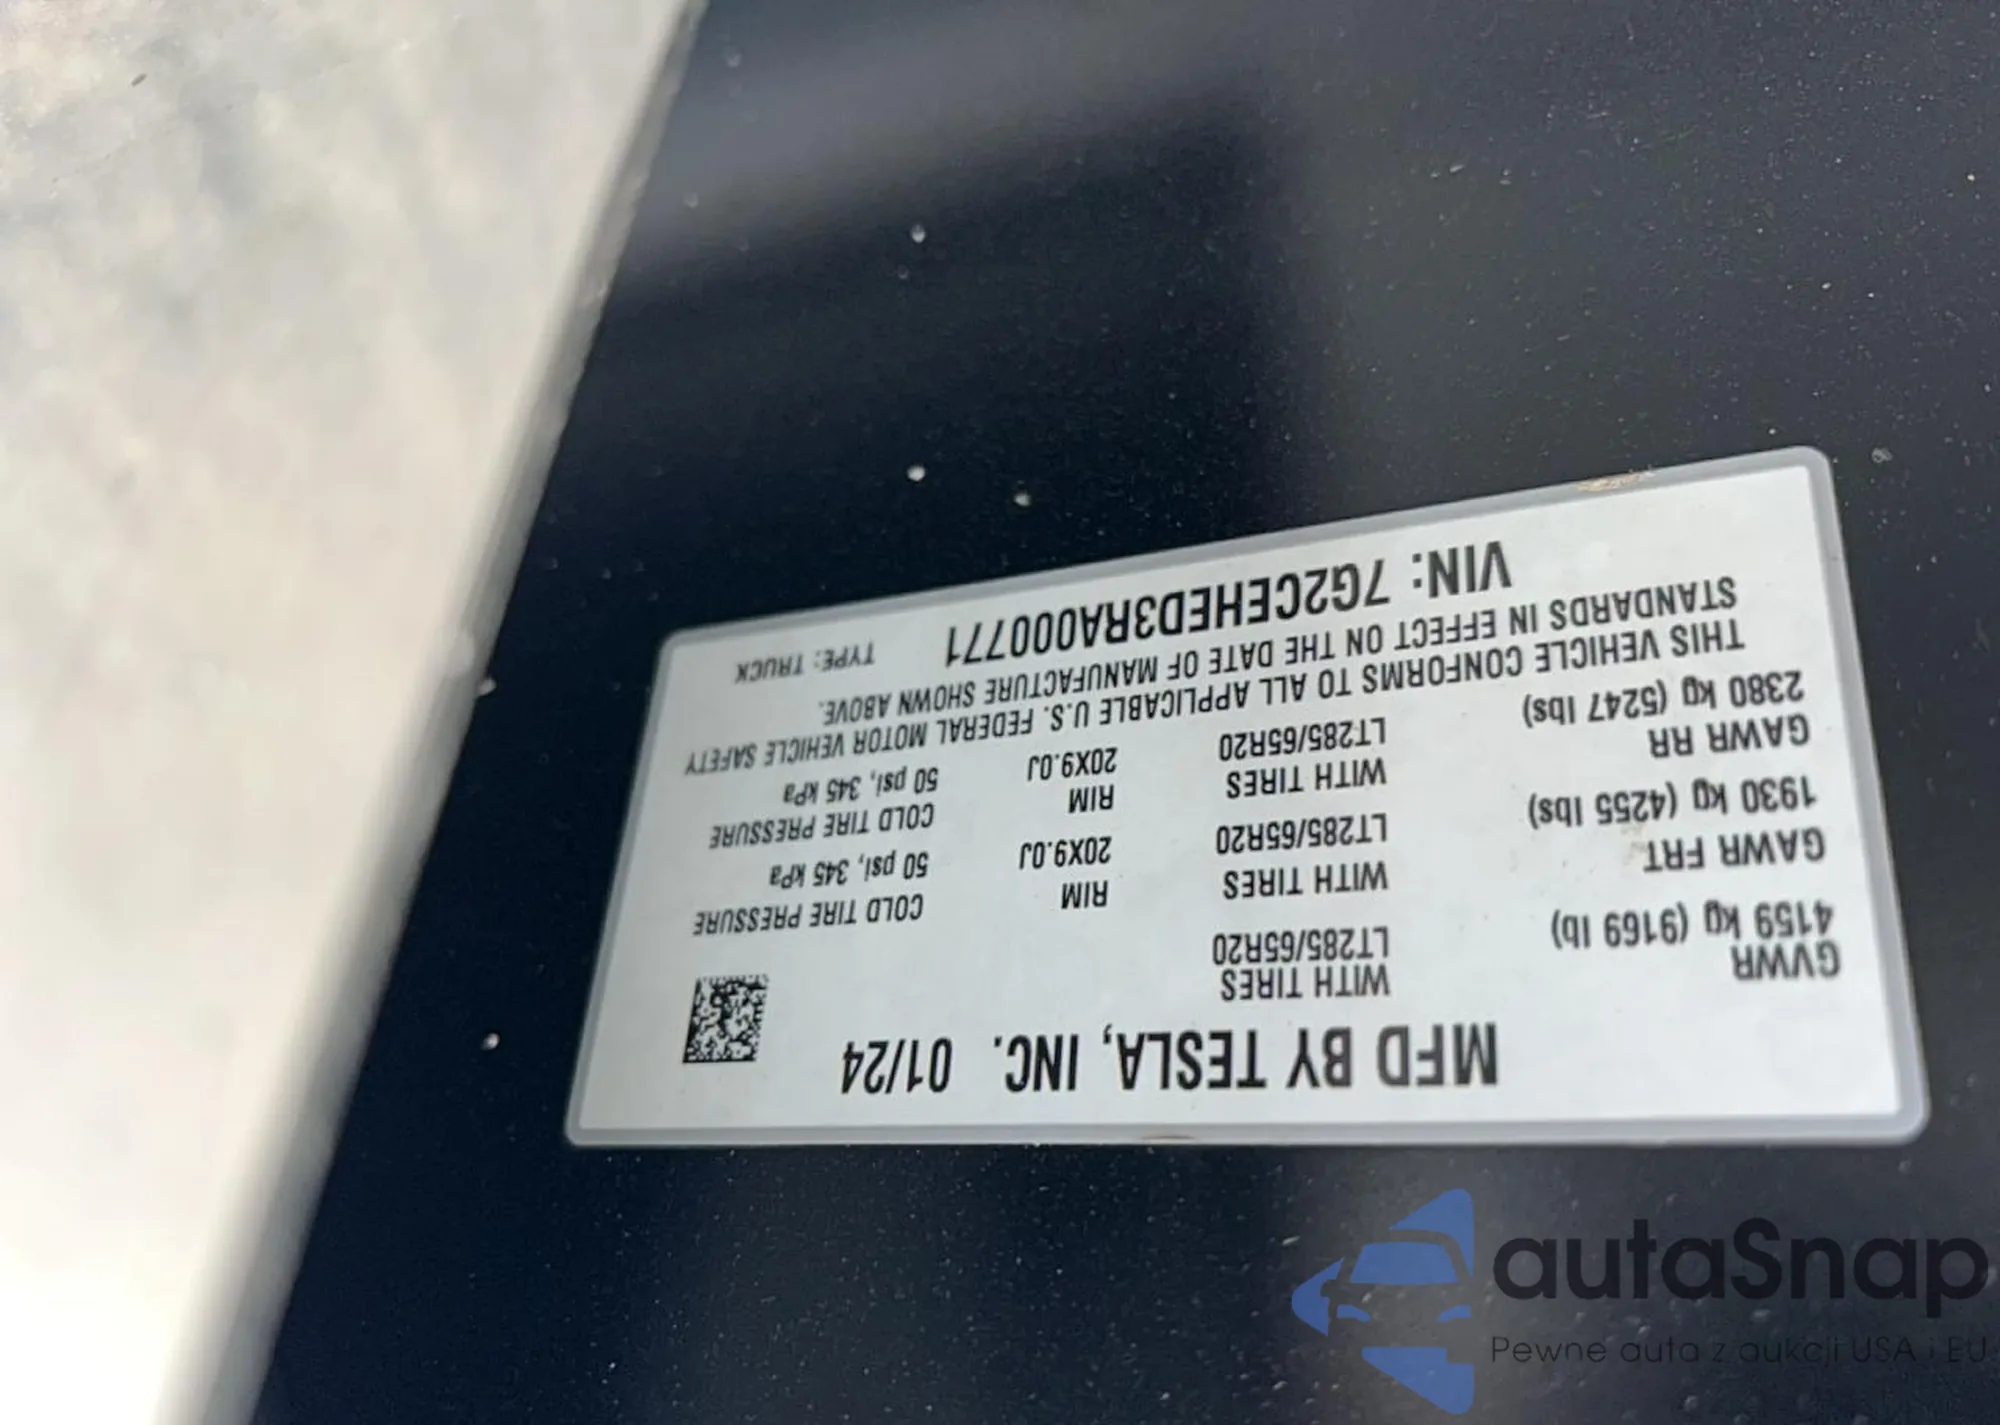 MFD BY TESLA, INC. 01/24
GVWR
4159 kg (9169 lb)
WITH TIRES
LT285/65R20
GAWR FRT
1930 kg (4255 lbs)
WITH TIRES
LT285/65R20
RIM
20X9.0J
COLD TIRE PRESSURE
50 psi, 345 kPa
GAWR RR
2380 kg (5247 lbs)
WITH TIRES
LT285/65R20
RIM
20X9.0J
COLD TIRE PRESSURE
50 psi, 345 kPa
THIS VEHICLE CONFORMS TO ALL APPLICABLE U.S. FEDERAL MOTOR VEHICLE SAFETY
STANDARDS IN EFFECT ON THE DATE OF MANUFACTURE SHOWN ABOVE.
VIN: 7G2CEHED3RA000771 TYPE: TRUCK
autaSnap
Pewne auta z aukcji USA i EU